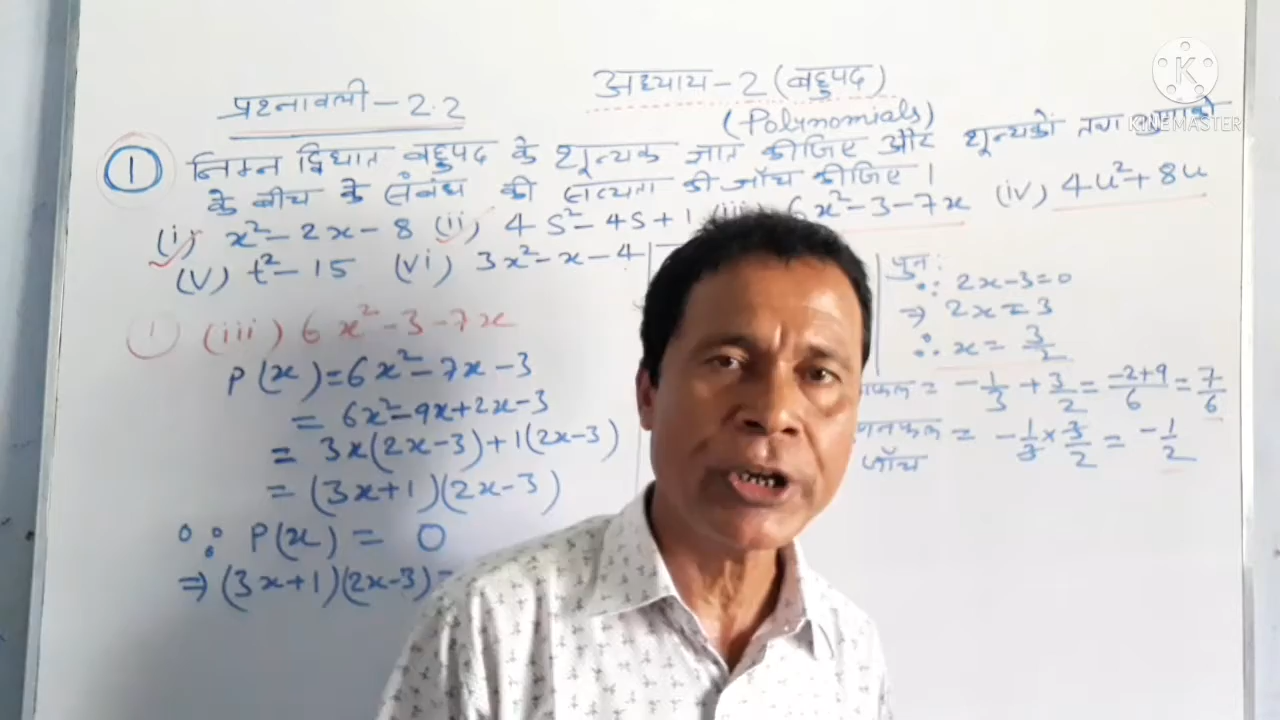 प्रश्नावली - 2.2
अध्याय - 2 (बहुपद)
(Polynomials)
1 निम्न द्विघात बहुपद के शून्यक ज्ञात कीजिए और शून्यकों तथा
के बीच के संबंध की सत्यता की जाँच कीजिए।
(i) x² - 2x - 8 (ii) 4s² - 4s + 1 (iii) 6x² - 3 - 7x (iv) 4u² + 8u
(v) t² - 15 (vi) 3x² - x - 4
1 (iii) 6x² - 3 - 7x
P(x) = 6x² - 7x - 3
= 6x² - 9x + 2x - 3
= 3x(2x - 3) + 1(2x - 3)
= (3x + 1)(2x - 3)
∵ P(x) = 0
⇒ (3x + 1)(2x - 3) =
पुन:
∵ 2x - 3 = 0
⇒ 2x = 3
∴ x = 3/2
= -1/3 + 3/2 = -2+9/6 = 7/6
= -1/3 × 3/2 = -1/2
जाँच
K
KINEMASTER